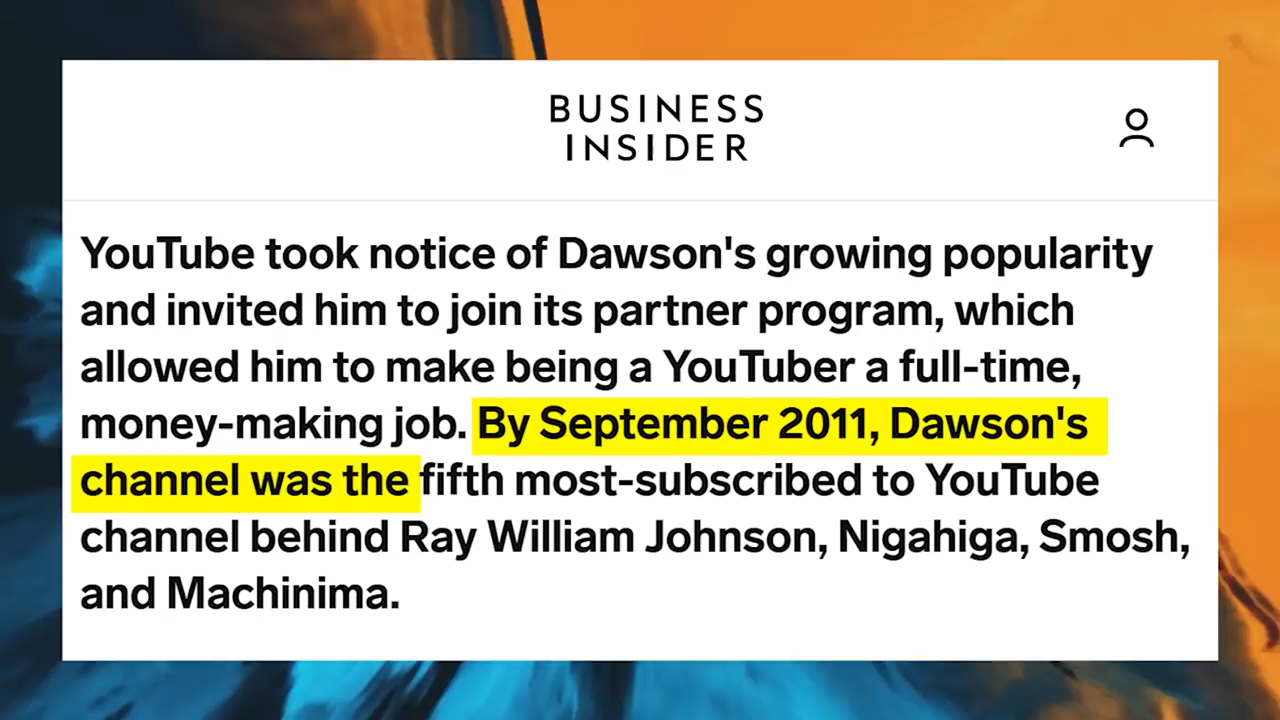 BUSINESS
INSIDER
YouTube took notice of Dawson's growing popularity
and invited him to join its partner program, which
allowed him to make being a YouTuber a full-time,
money-making job. By September 2011, Dawson's
channel was the fifth most-subscribed to YouTube
channel behind Ray William Johnson, Nigahiga, Smosh,
and Machinima.